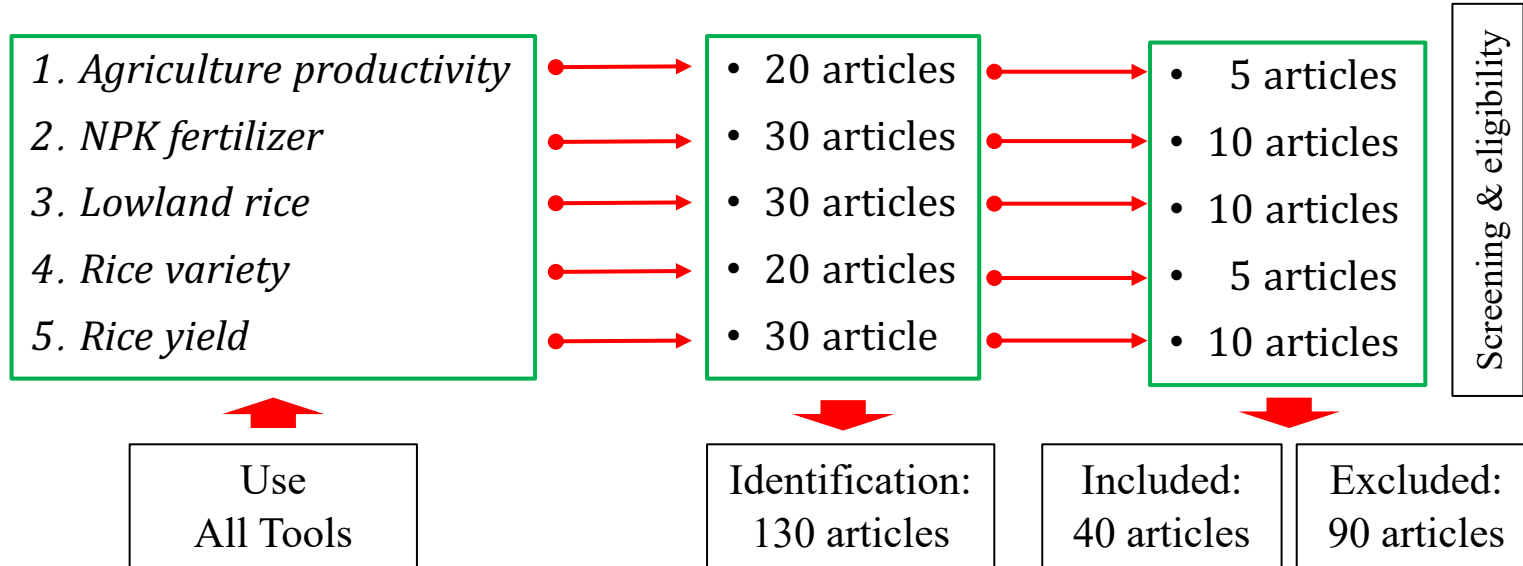 1. Agriculture productivity
2. NPK fertilizer
3. Lowland rice
4. Rice variety
5. Rice yield
• 20 articles
• 30 articles
• 30 articles
• 20 articles
• 30 article
• 5 articles
• 10 articles
• 10 articles
• 5 articles
• 10 articles
Screening & eligibility
Use
All Tools
Identification:
130 articles
Included:
40 articles
Excluded:
90 articles